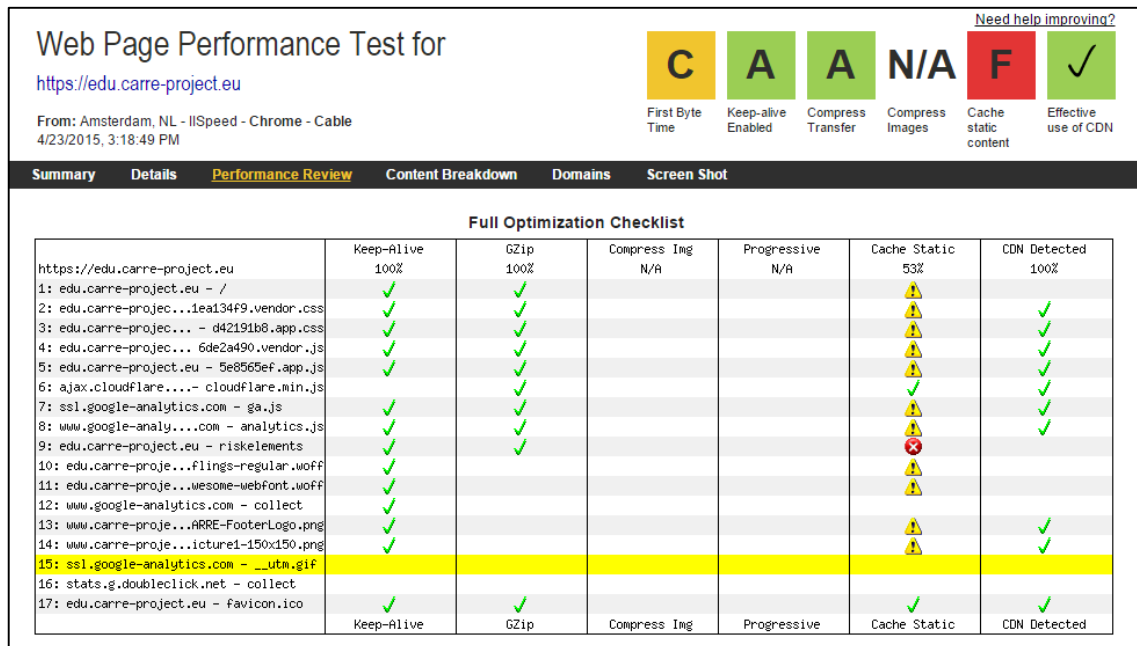 Need help improving?
Web Page Performance Test for
https://edu.carre-project.eu
From: Amsterdam, NL - IISpeed - Chrome - Cable
4/23/2015, 3:18:49 PM
C A A N/A F ✓
First Byte Time
Keep-alive Enabled
Compress Transfer
Compress Images
Cache static content
Effective use of CDN
Summary Details Performance Review Content Breakdown Domains Screen Shot
Full Optimization Checklist
Keep-Alive GZip Compress Img Progressive Cache Static CDN Detected
https://edu.carre-project.eu 100% 100% N/A N/A 53% 100%
1: edu.carre-project.eu - /
2: edu.carre-projec...1ea134f9.vendor.css
3: edu.carre-projec... - d42191b8.app.css
4: edu.carre-projec... 6de2a490.vendor.js
5: edu.carre-project.eu - 5e8565ef.app.js
6: ajax.cloudflare....- cloudflare.min.js
7: ssl.google-analytics.com - ga.js
8: www.google-analy....com - analytics.js
9: edu.carre-project.eu - riskelements
10: edu.carre-proje...flings-regular.woff
11: edu.carre-proje...wesome-webfont.woff
12: www.google-analytics.com - collect
13: www.carre-proje...ARRE-FooterLogo.png
14: www.carre-proje...icture1-150x150.png
15: ssl.google-analytics.com - __utm.gif
16: stats.g.doubleclick.net - collect
17: edu.carre-project.eu - favicon.ico
Keep-Alive GZip Compress Img Progressive Cache Static CDN Detected